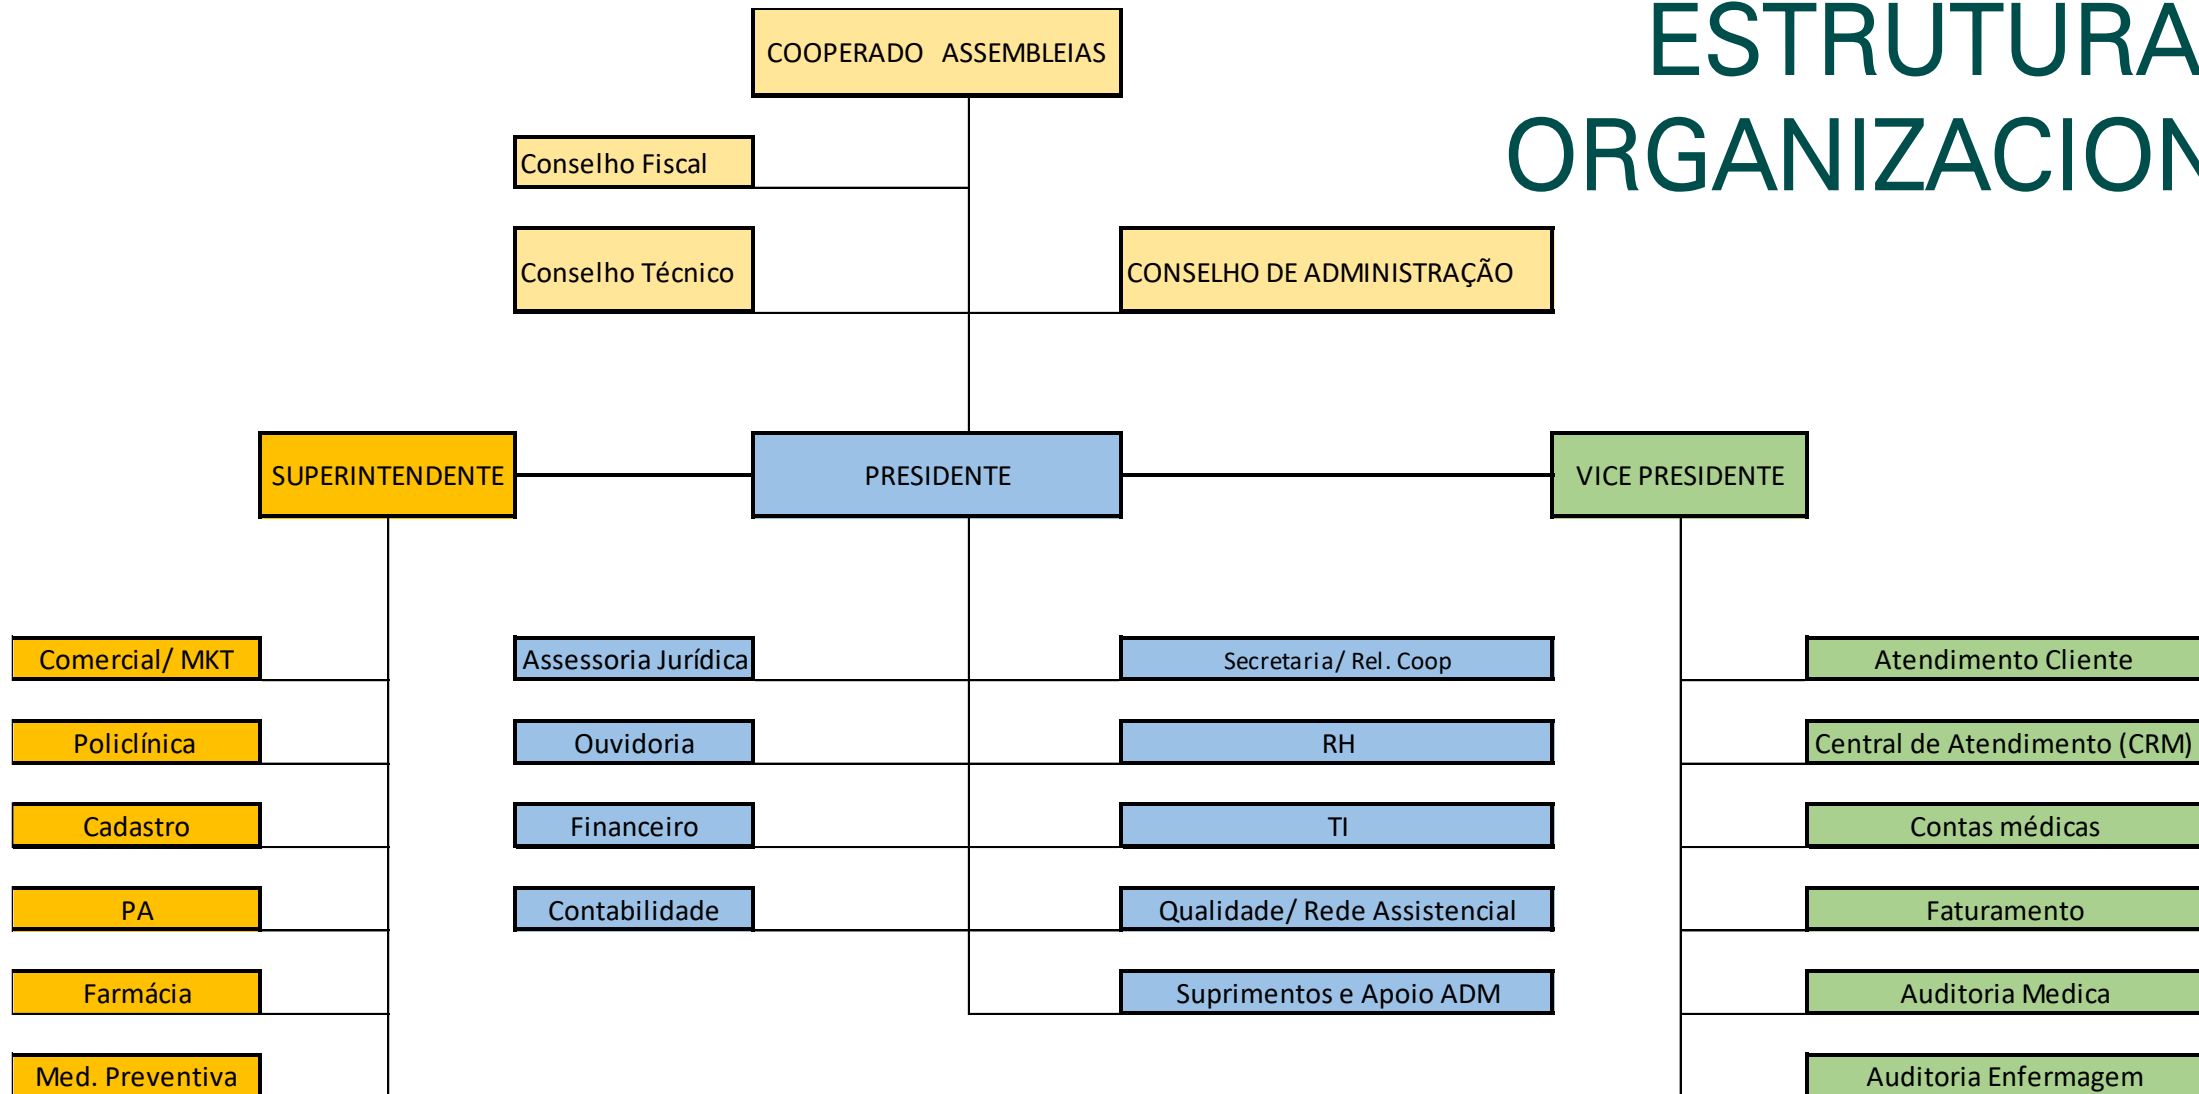 ESTRUTURA
ORGANIZACION
COOPERADO ASSEMBLEIAS
Conselho Fiscal
Conselho Técnico
CONSELHO DE ADMINISTRAÇÃO
SUPERINTENDENTE
PRESIDENTE
VICE PRESIDENTE
Comercial/ MKT
Assessoria Jurídica
Secretaria/ Rel. Coop
Atendimento Cliente
Policlínica
Ouvidoria
RH
Central de Atendimento (CRM)
Cadastro
Financeiro
TI
Contas médicas
PA
Contabilidade
Qualidade/ Rede Assistencial
Faturamento
Farmácia
Suprimentos e Apoio ADM
Auditoria Medica
Med. Preventiva
Auditoria Enfermagem